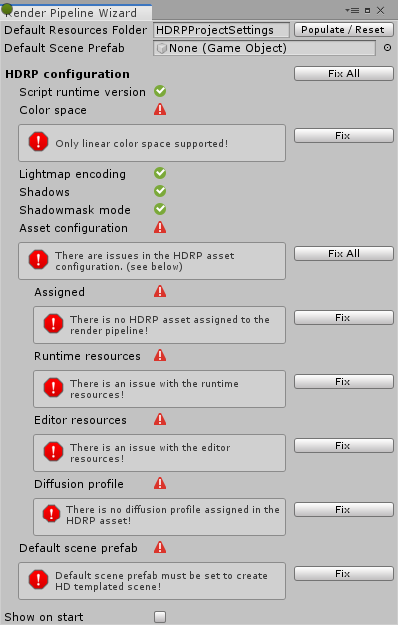 Render Pipeline Wizard
Default Resources Folder HDRPProjectSettings Populate / Reset
Default Scene Prefab None (Game Object)
HDRP configuration Fix All
Script runtime version
Color space
Only linear color space supported! Fix
Lightmap encoding
Shadows
Shadowmask mode
Asset configuration
There are issues in the HDRP asset
configuration. (see below) Fix All
Assigned
There is no HDRP asset assigned to the
render pipeline! Fix
Runtime resources
There is an issue with the runtime
resources! Fix
Editor resources
There is an issue with the editor
resources! Fix
Diffusion profile
There is no diffusion profile assigned in the
HDRP asset! Fix
Default scene prefab
Default scene prefab must be set to create
HD templated scene! Fix
Show on start